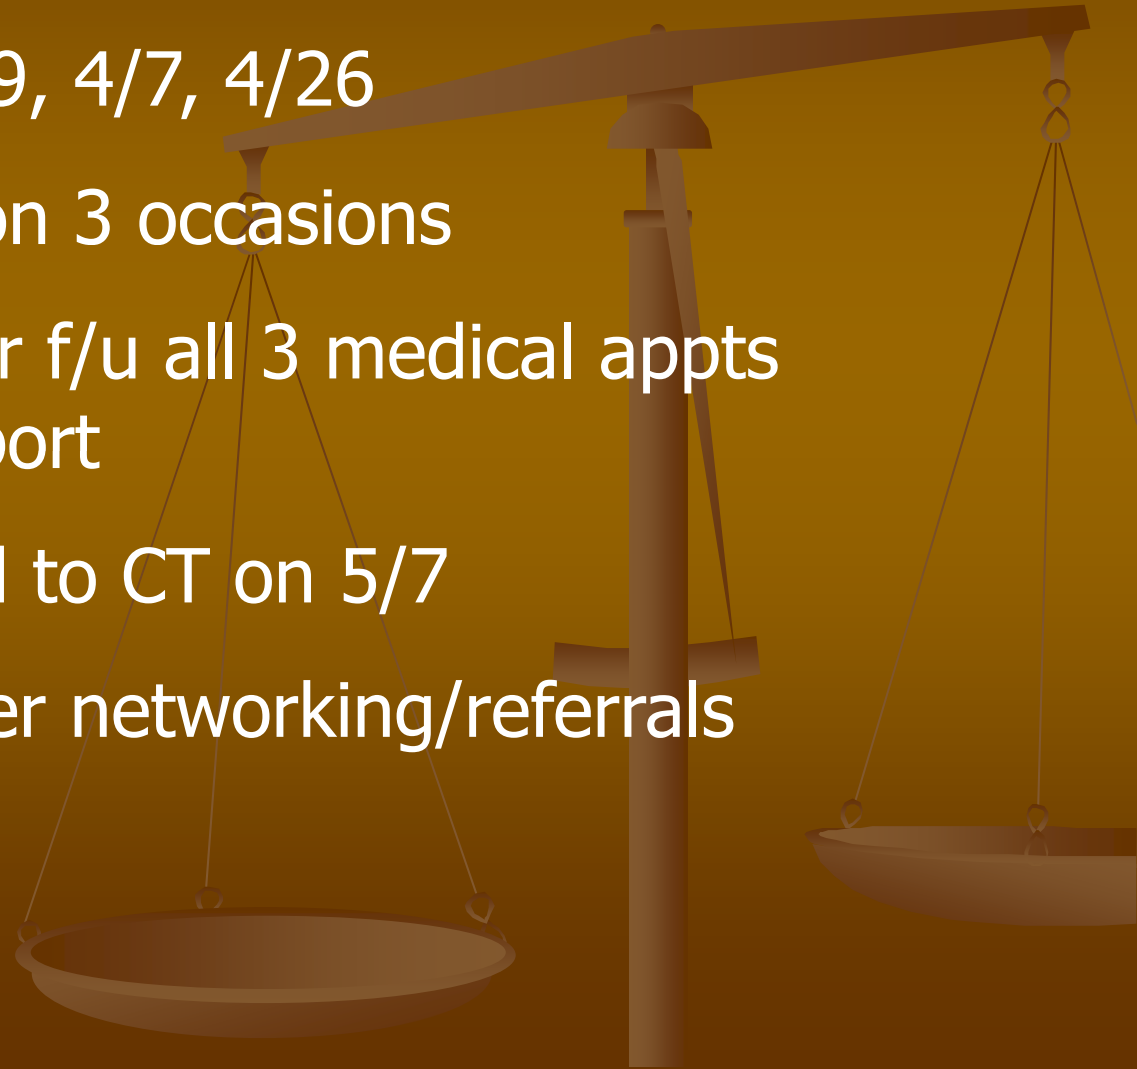 9, 4/7, 4/26
on 3 occasions
r f/u all 3 medical appts
port
to CT on 5/7
er networking/referrals